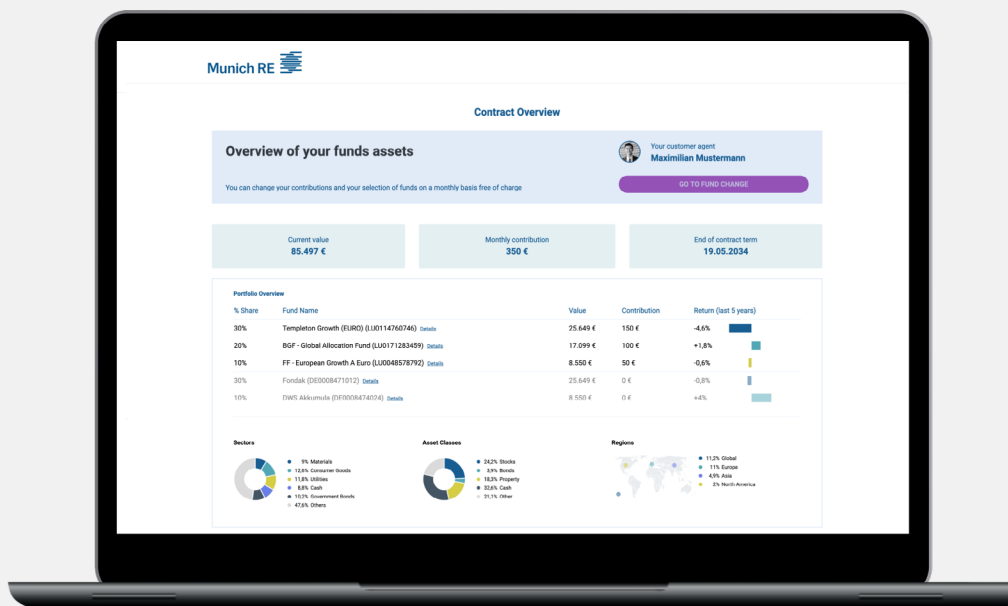 Munich RE
Contract Overview
Overview of your funds assets
You can change your contributions and your selection of funds on a monthly basis free of charge
Your customer agent
Maximilian Mustermann
GO TO FUND CHANGE
Current value
85.497 €
Monthly contribution
350 €
End of contract term
19.05.2034
Portfolio Overview
% Share Fund Name Value Contribution Return (last 5 years)
30% Templeton Growth (EURO) (LU0114760746) Details 25.649 € 150 € -4,6%
20% BGF - Global Allocation Fund (LU0171283459) Details 17.099 € 100 € +1,8%
10% FF - European Growth A Euro (LU0048578792) Details 8.550 € 50 € -0,6%
30% Fondak (DE0008471012) Details 25.649 € 0 € -0,8%
10% DWS Akkumula (DE0008474024) Details 8.550 € 0 € +4%
Sectors
9% Materials
12,6% Consumer Goods
11,8% Utilities
8,8% Cash
10,2% Government Bonds
47,6% Others
Asset Classes
24,2% Stocks
3,9% Bonds
18,3% Property
32,6% Cash
21,1% Other
Regions
11,2% Global
11% Europe
4,9% Asia
2% North America